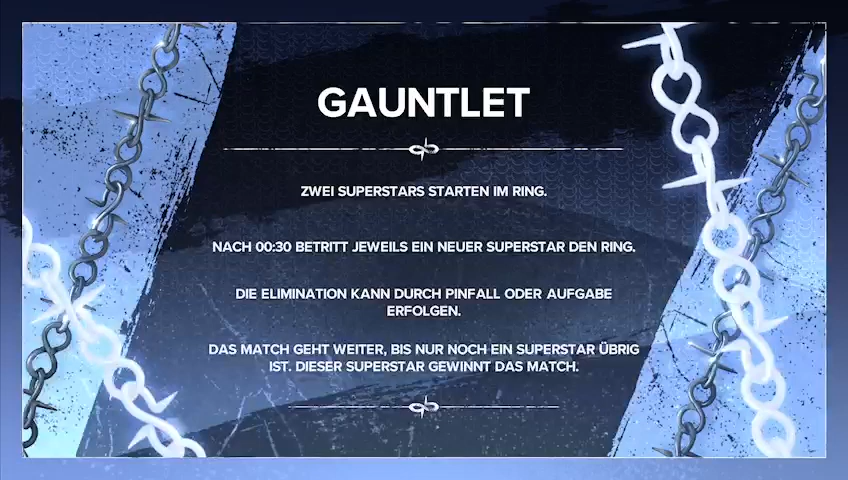 GAUNTLET
ZWEI SUPERSTARS STARTEN IM RING.
NACH 00:30 BETRITT JEWEILS EIN NEUER SUPERSTAR DEN RING.
DIE ELIMINATION KANN DURCH PINFALL ODER AUFGABE
ERFOLGEN.
DAS MATCH GEHT WEITER, BIS NUR NOCH EIN SUPERSTAR ÜBRIG
IST. DIESER SUPERSTAR GEWINNT DAS MATCH.